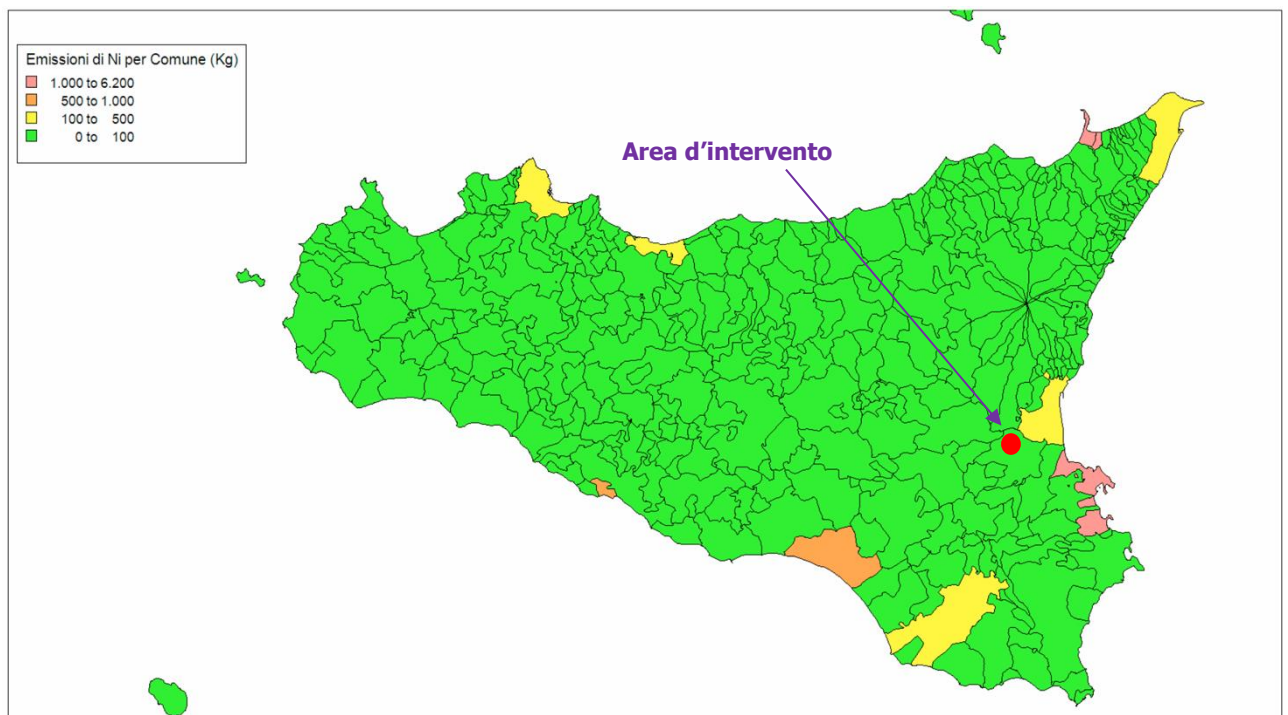 Emissioni di Ni per Comune (Kg)
1.000 to 6.200
500 to 1.000
100 to 500
0 to 100
Area d’intervento